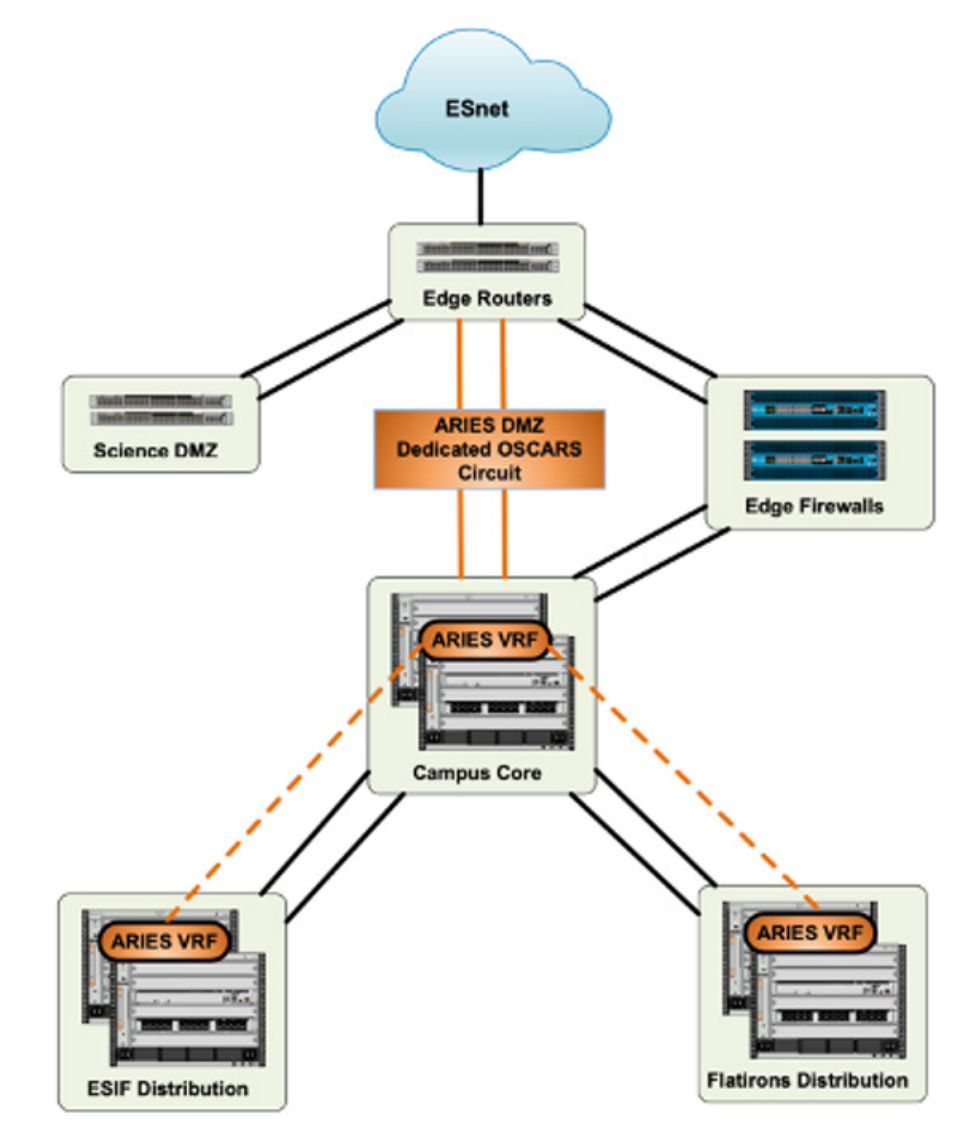 ESnet
Edge Routers
Science DMZ
ARIES DMZ
Dedicated OSCARS
Circuit
Edge Firewalls
ARIES VRF
Campus Core
ARIES VRF
ESIF Distribution
ARIES VRF
Flatirons Distribution